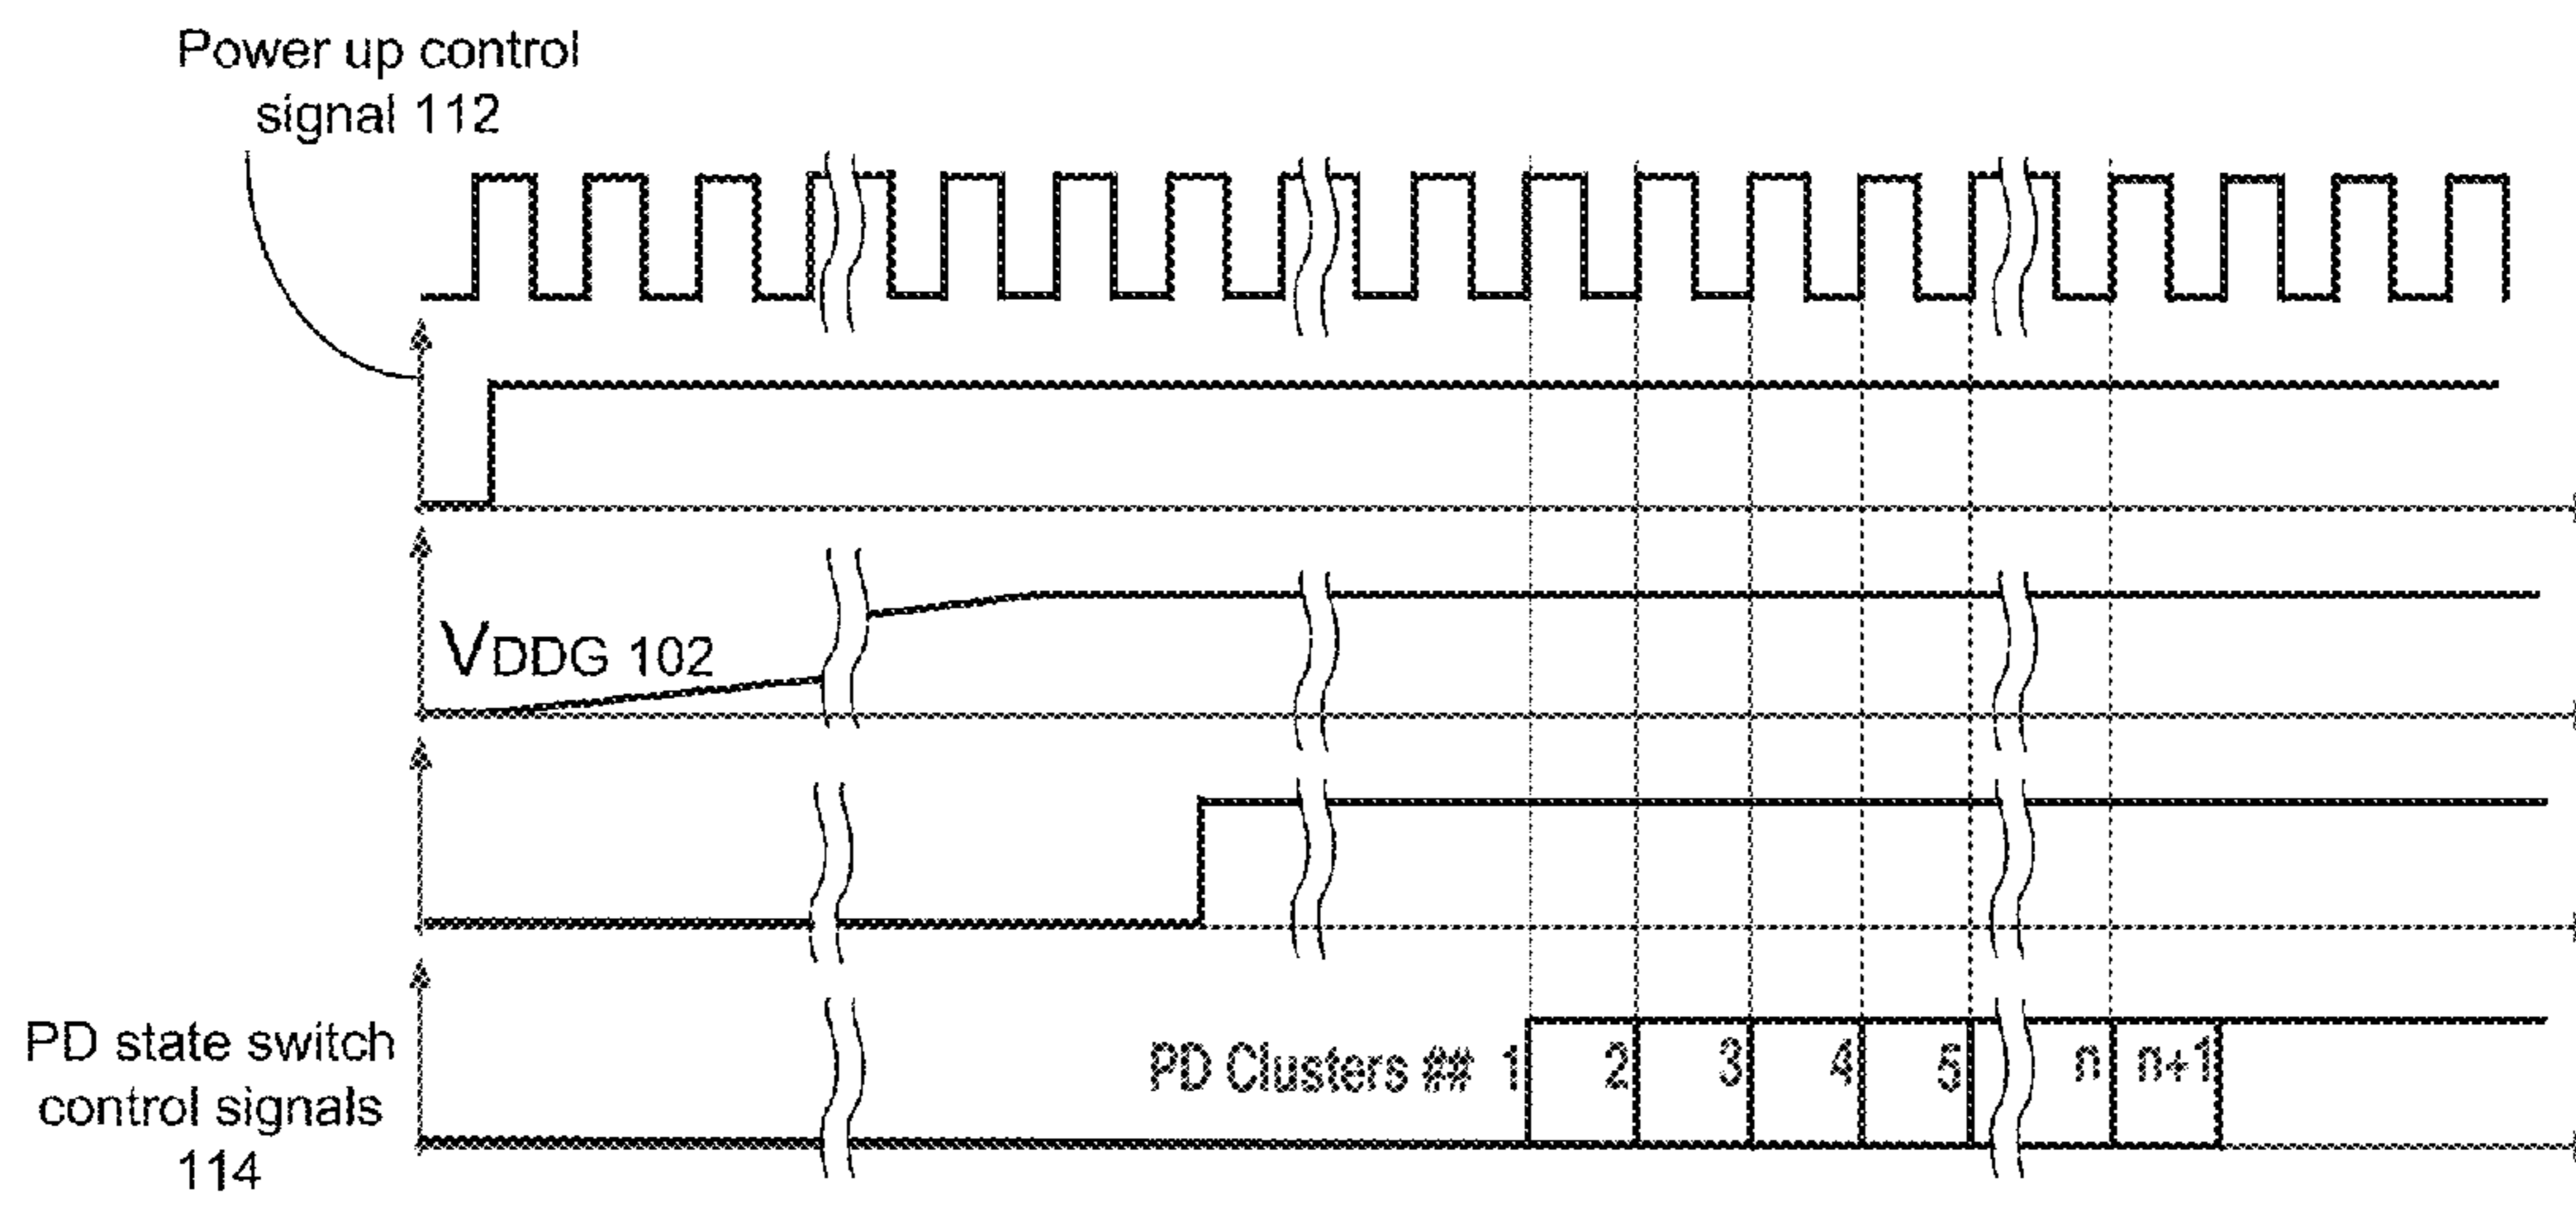 Power up control
signal 112
VDDG 102
PD Clusters ## 1 2 3 4 5 n n+1
PD state switch
control signals
114